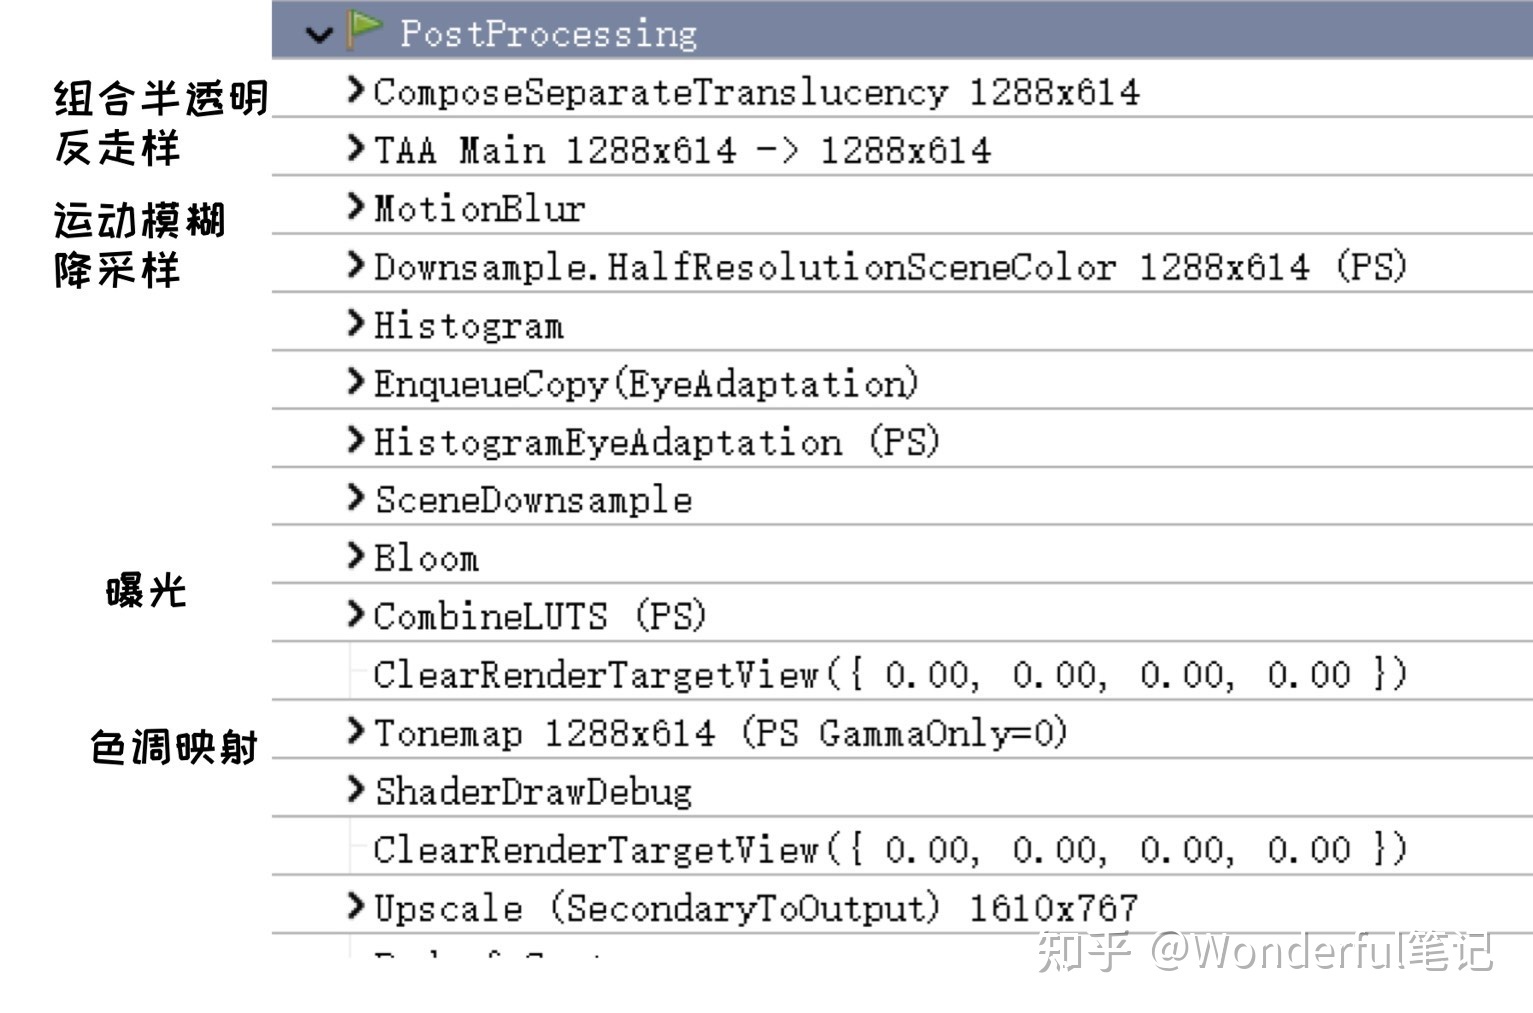 PostProcessing
组合半透明
ComposeSeparateTranslucency 1288x614
反走样
TAA Main 1288x614 -> 1288x614
运动模糊
MotionBlur
降采样
Downsample.HalfResolutionSceneColor 1288x614 (PS)
Histogram
EnqueueCopy(EyeAdaptation)
HistogramEyeAdaptation (PS)
SceneDownsample
Bloom
曝光
CombineLUTS (PS)
ClearRenderTargetView({ 0.00, 0.00, 0.00, 0.00 })
色调映射
Tonemap 1288x614 (PS GammaOnly=0)
ShaderDrawDebug
ClearRenderTargetView({ 0.00, 0.00, 0.00, 0.00 })
Upscale (SecondaryToOutput) 1610x767
知乎 @Wonderful笔记